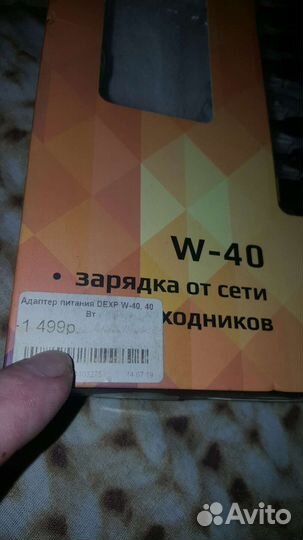 W-40
• зарядка от сети
ходников
Адаптер питания DEXP W-40, 40
Вт
1 499р
14.07.19
Avito